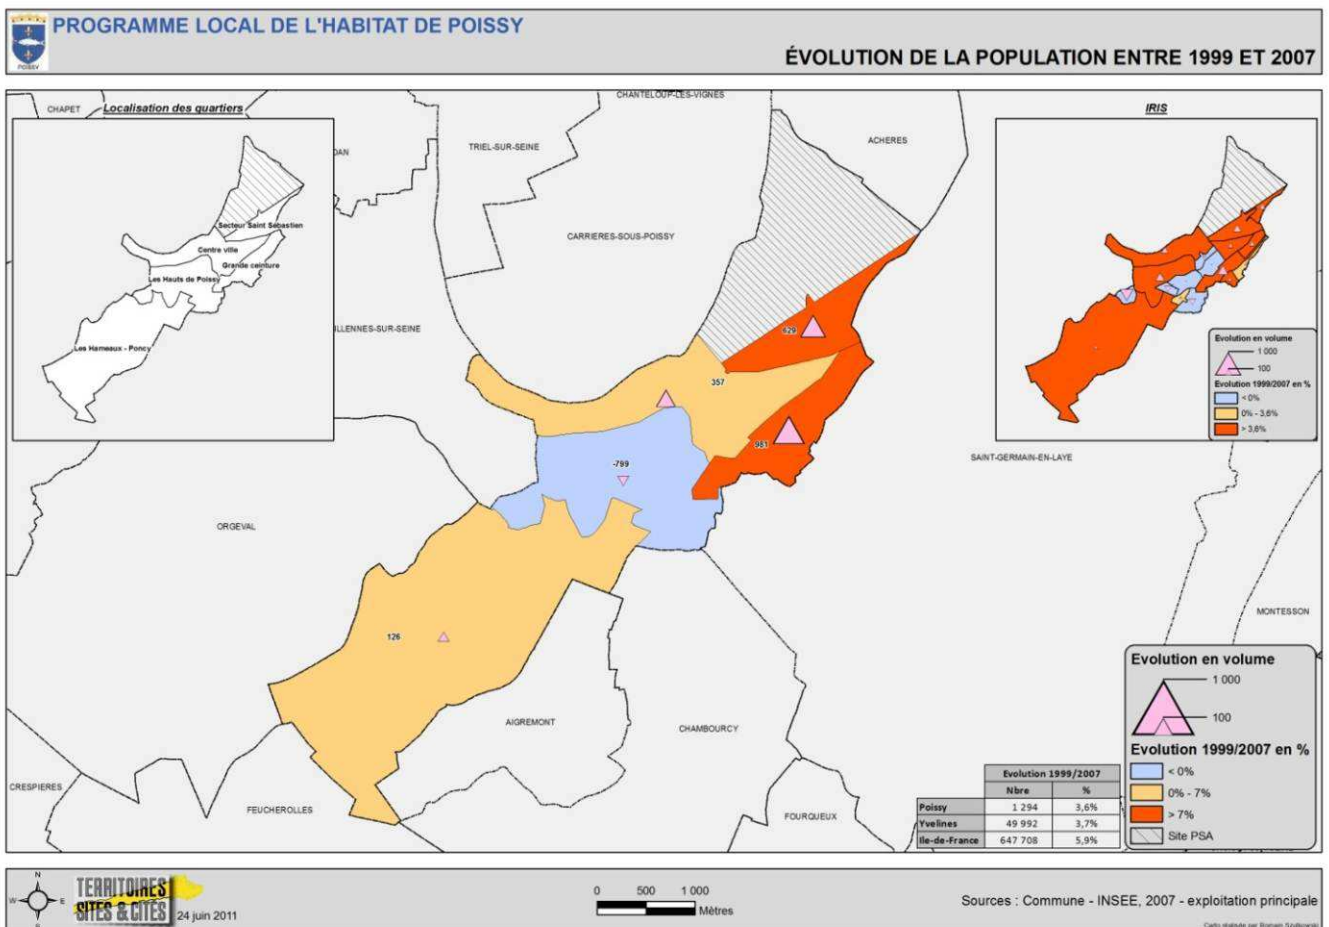 PROGRAMME LOCAL DE L'HABITAT DE POISSY
POISSY
ÉVOLUTION DE LA POPULATION ENTRE 1999 ET 2007
CHAPET
Localisation des quartiers
CHANTELOUP-LES-VIGNES
IRIS
TRIEL-SUR-SEINE
ACHERES
DAN
CARRIERES-SOUS-POISSY
Secteur Saint Sébastien
Centre ville
Grande ceinture
Les Hauts de Poissy
Les Hameaux - Poncy
ILLENNES-SUR-SEINE
Evolution en volume
1 000
100
Evolution 1999/2007 en %
< 0%
0% - 3,6%
> 3,6%
629
357
981
-799
126
SAINT-GERMAIN-EN-LAYE
ORGEVAL
MONTESSON
AIGREMONT
CHAMBOURCY
CRESPIERES
FEUCHEROLLES
FOURQUEUX
Evolution en volume
1 000
100
Evolution 1999/2007 en %
< 0%
0% - 7%
> 7%
Site PSA
Evolution 1999/2007
Nbre %
Poissy 1 294 3,6%
Yvelines 49 992 3,7%
Ile-de-France 647 708 5,9%
N
W E
S
TERRITOIRES
SITES & CITÉS
24 juin 2011
0 500 1 000
Mètres
Sources : Commune - INSEE, 2007 - exploitation principale